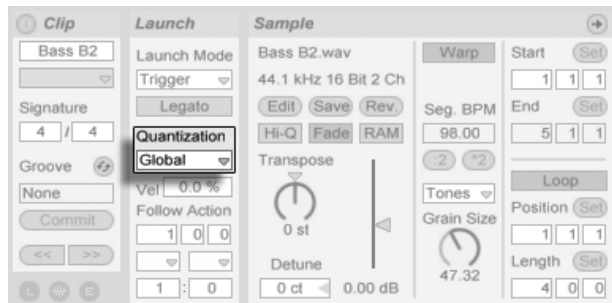 Clip
Bass B2
Signature
4 / 4
Groove
None
Commit
<< >>
L E
Launch
Launch Mode
Trigger
Legato
Quantization
Global
Vel 0.0 %
Follow Action
1 0 0
1 : 0
Sample
Bass B2.wav
44.1 kHz 16 Bit 2 Ch
Edit Save Rev.
Hi-Q Fade RAM
Transpose
0 st
Detune
0 ct 0.00 dB
Warp
Seg. BPM
98.00
:2 *2
Tones
Grain Size
47.32
Start Set
1 1 1
End Set
5 1 1
Loop
Position Set
1 1 1
Length Set
4 0 0